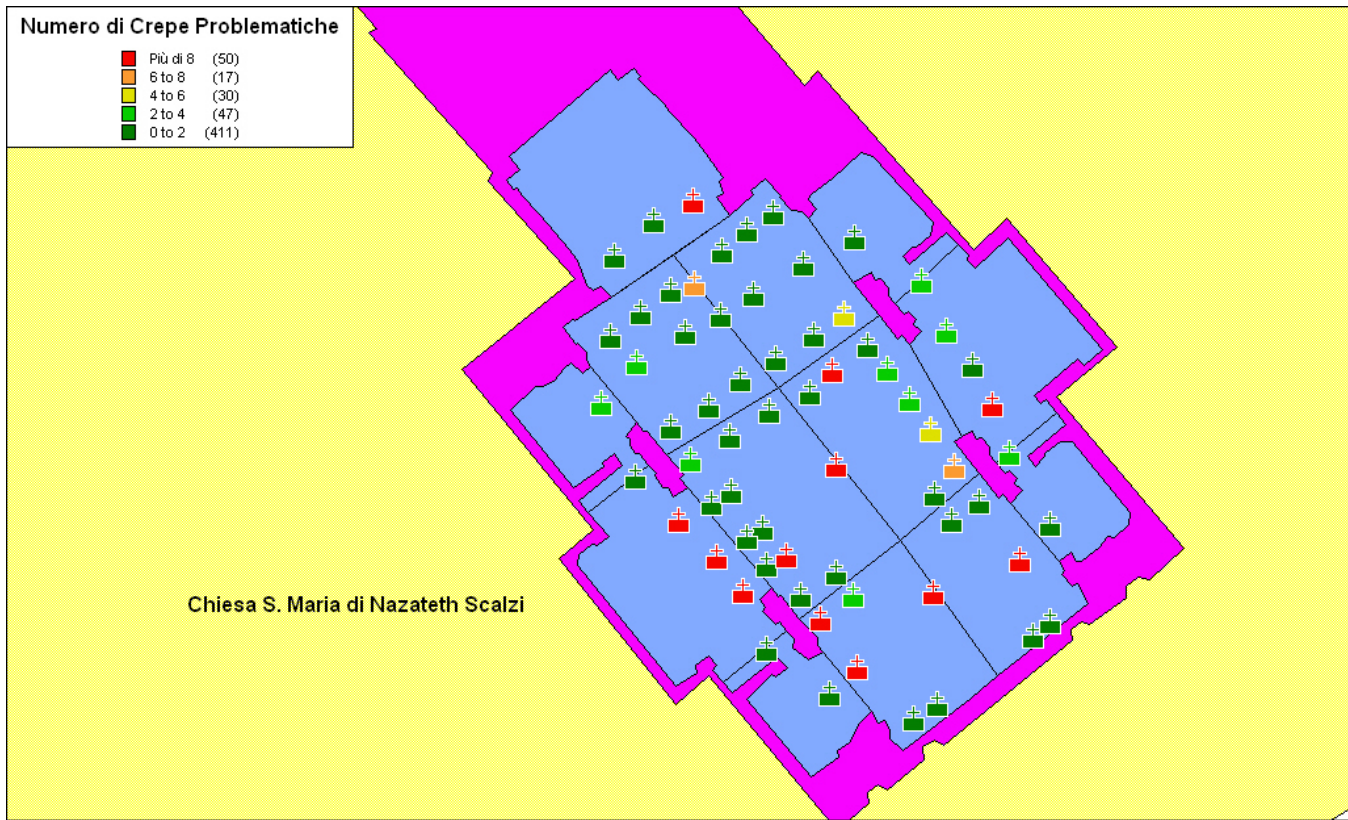 Numero di Crepe Problematiche
Più di 8 (50)
6 to 8 (17)
4 to 6 (30)
2 to 4 (47)
0 to 2 (411)
Chiesa S. Maria di Nazateth Scalzi